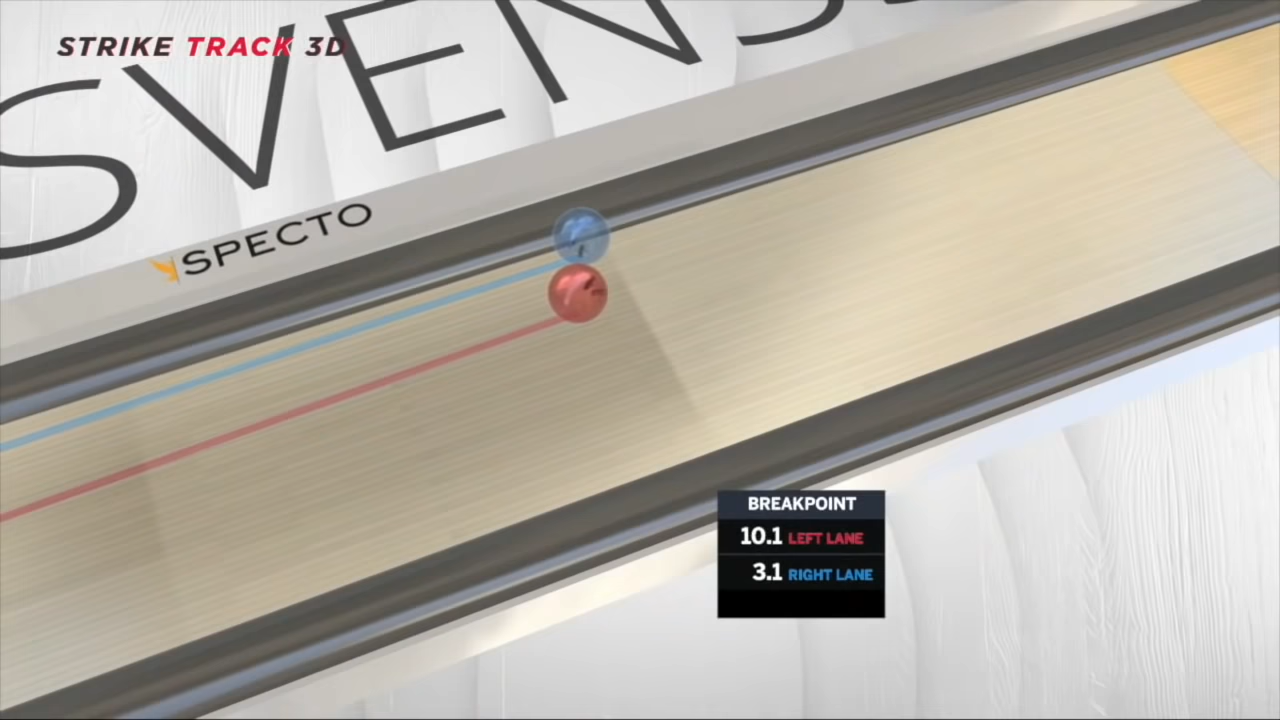 STRIKE TRACK 3D
SVENS
SPECTO
BREAKPOINT
10.1 LEFT LANE
3.1 RIGHT LANE